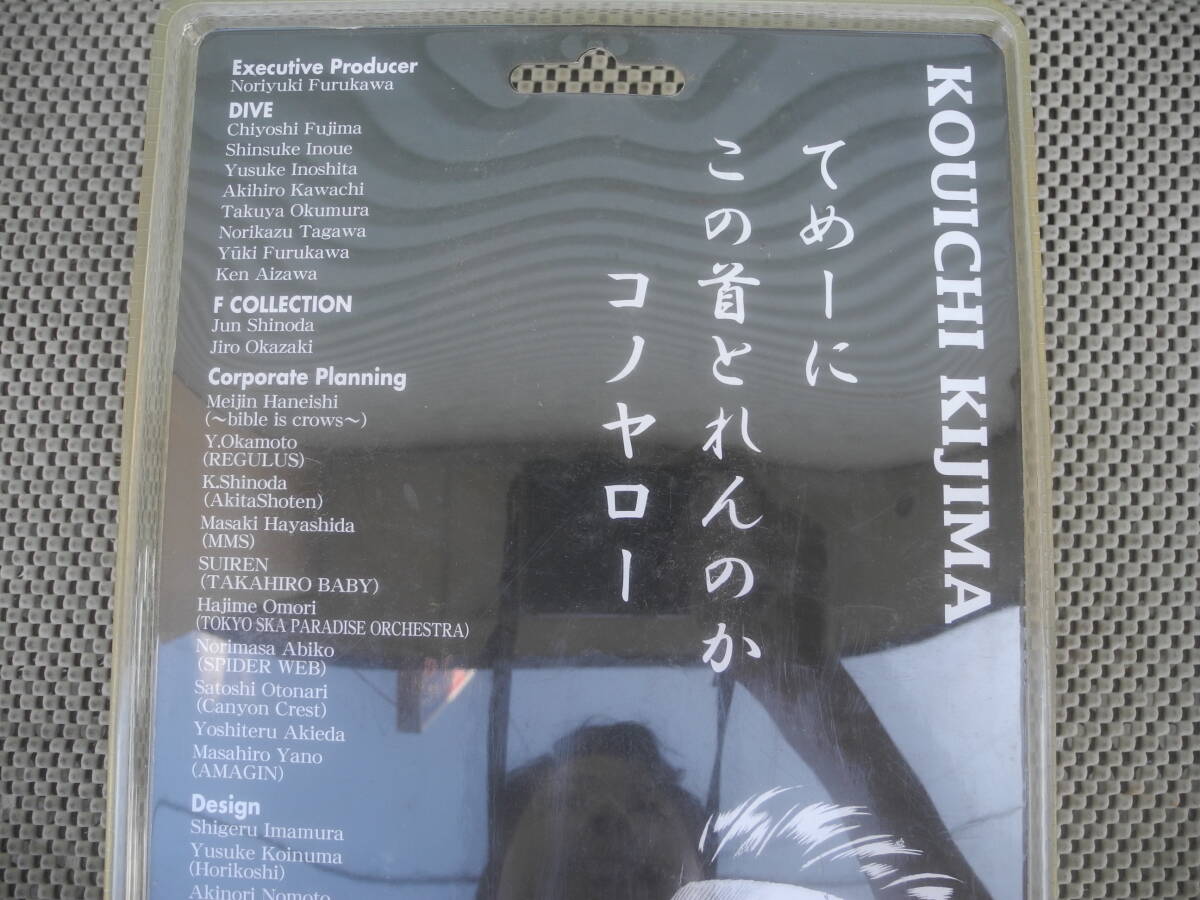 Executive Producer
Noriyuki Furukawa
DIVE
Chiyoshi Fujima
Shinsuke Inoue
Yusuke Inoshita
Akihiro Kawachi
Takuya Okumura
Norikazu Tagawa
Yūki Furukawa
Ken Aizawa
F COLLECTION
Jun Shinoda
Jiro Okazaki
Corporate Planning
Meijin Haneishi
(～bible is crows～)
Y.Okamoto
(REGULUS)
K.Shinoda
(AkitaShoten)
Masaki Hayashida
(MMS)
SUIREN
(TAKAHIRO BABY)
Hajime Omori
(TOKYO SKA PARADISE ORCHESTRA)
Norimasa Abiko
(SPIDER WEB)
Satoshi Otonari
(Canyon Crest)
Yoshiteru Akieda
Masahiro Yano
(AMAGIN)
Design
Shigeru Imamura
Yusuke Koinuma
(Horikoshi)
Akinori Nomoto
KOUICHI KIJIMA
てめーに
この首とれんのか
コノヤロー